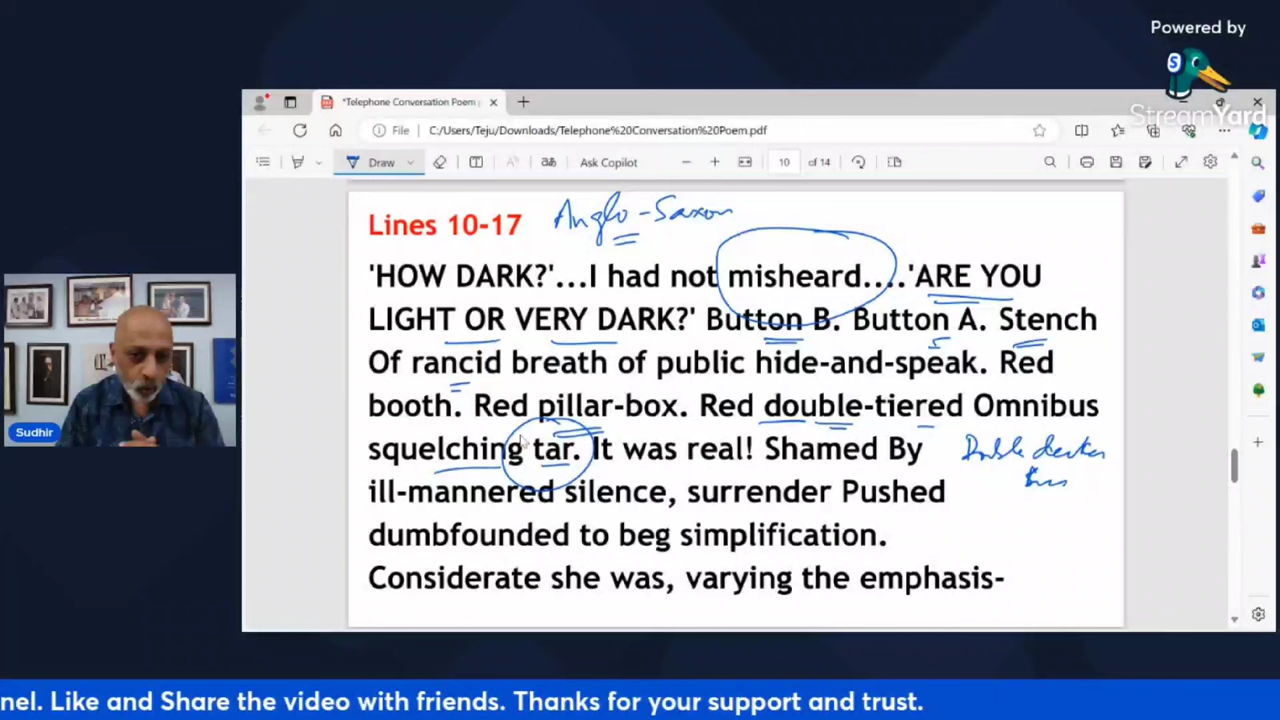 Powered by
S
StreamYard
*Telephone Conversation Poem p
File
C:/Users/Teju/Downloads/Telephone%20Conversation%20Poem.pdf
Draw
aあ
Ask Copilot
10
of 14
Lines 10-17
Anglo-Saxon
'HOW DARK?'...I had not misheard....'ARE YOU
LIGHT OR VERY DARK?' Button B. Button A. Stench
Of rancid breath of public hide-and-speak. Red
booth. Red pillar-box. Red double-tiered Omnibus
squelching tar. It was real! Shamed By
Double decker
bus
ill-mannered silence, surrender Pushed
dumbfounded to beg simplification.
Considerate she was, varying the emphasis-
Sudhir
nel. Like and Share the video with friends. Thanks for your support and trust.